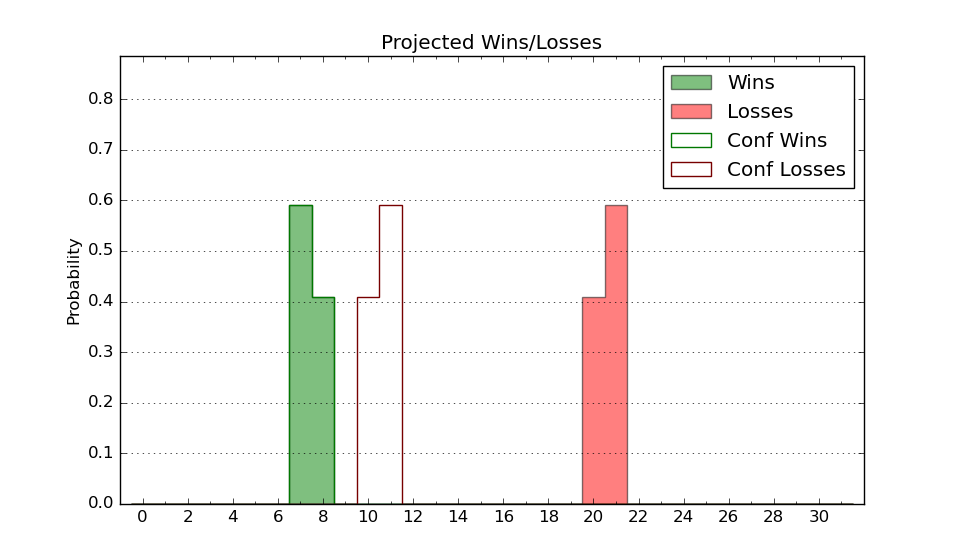 Projected Wins/Losses
Wins
Losses
Conf Wins
Conf Losses
Probability
0.8
0.7
0.6
0.5
0.4
0.3
0.2
0.1
0.0
0 2 4 6 8 10 12 14 16 18 20 22 24 26 28 30